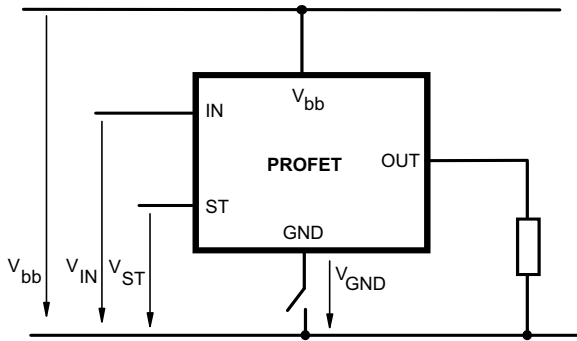 Vbb
IN
PROFET
OUT
ST
GND
Vbb
VIN
VST
VGND